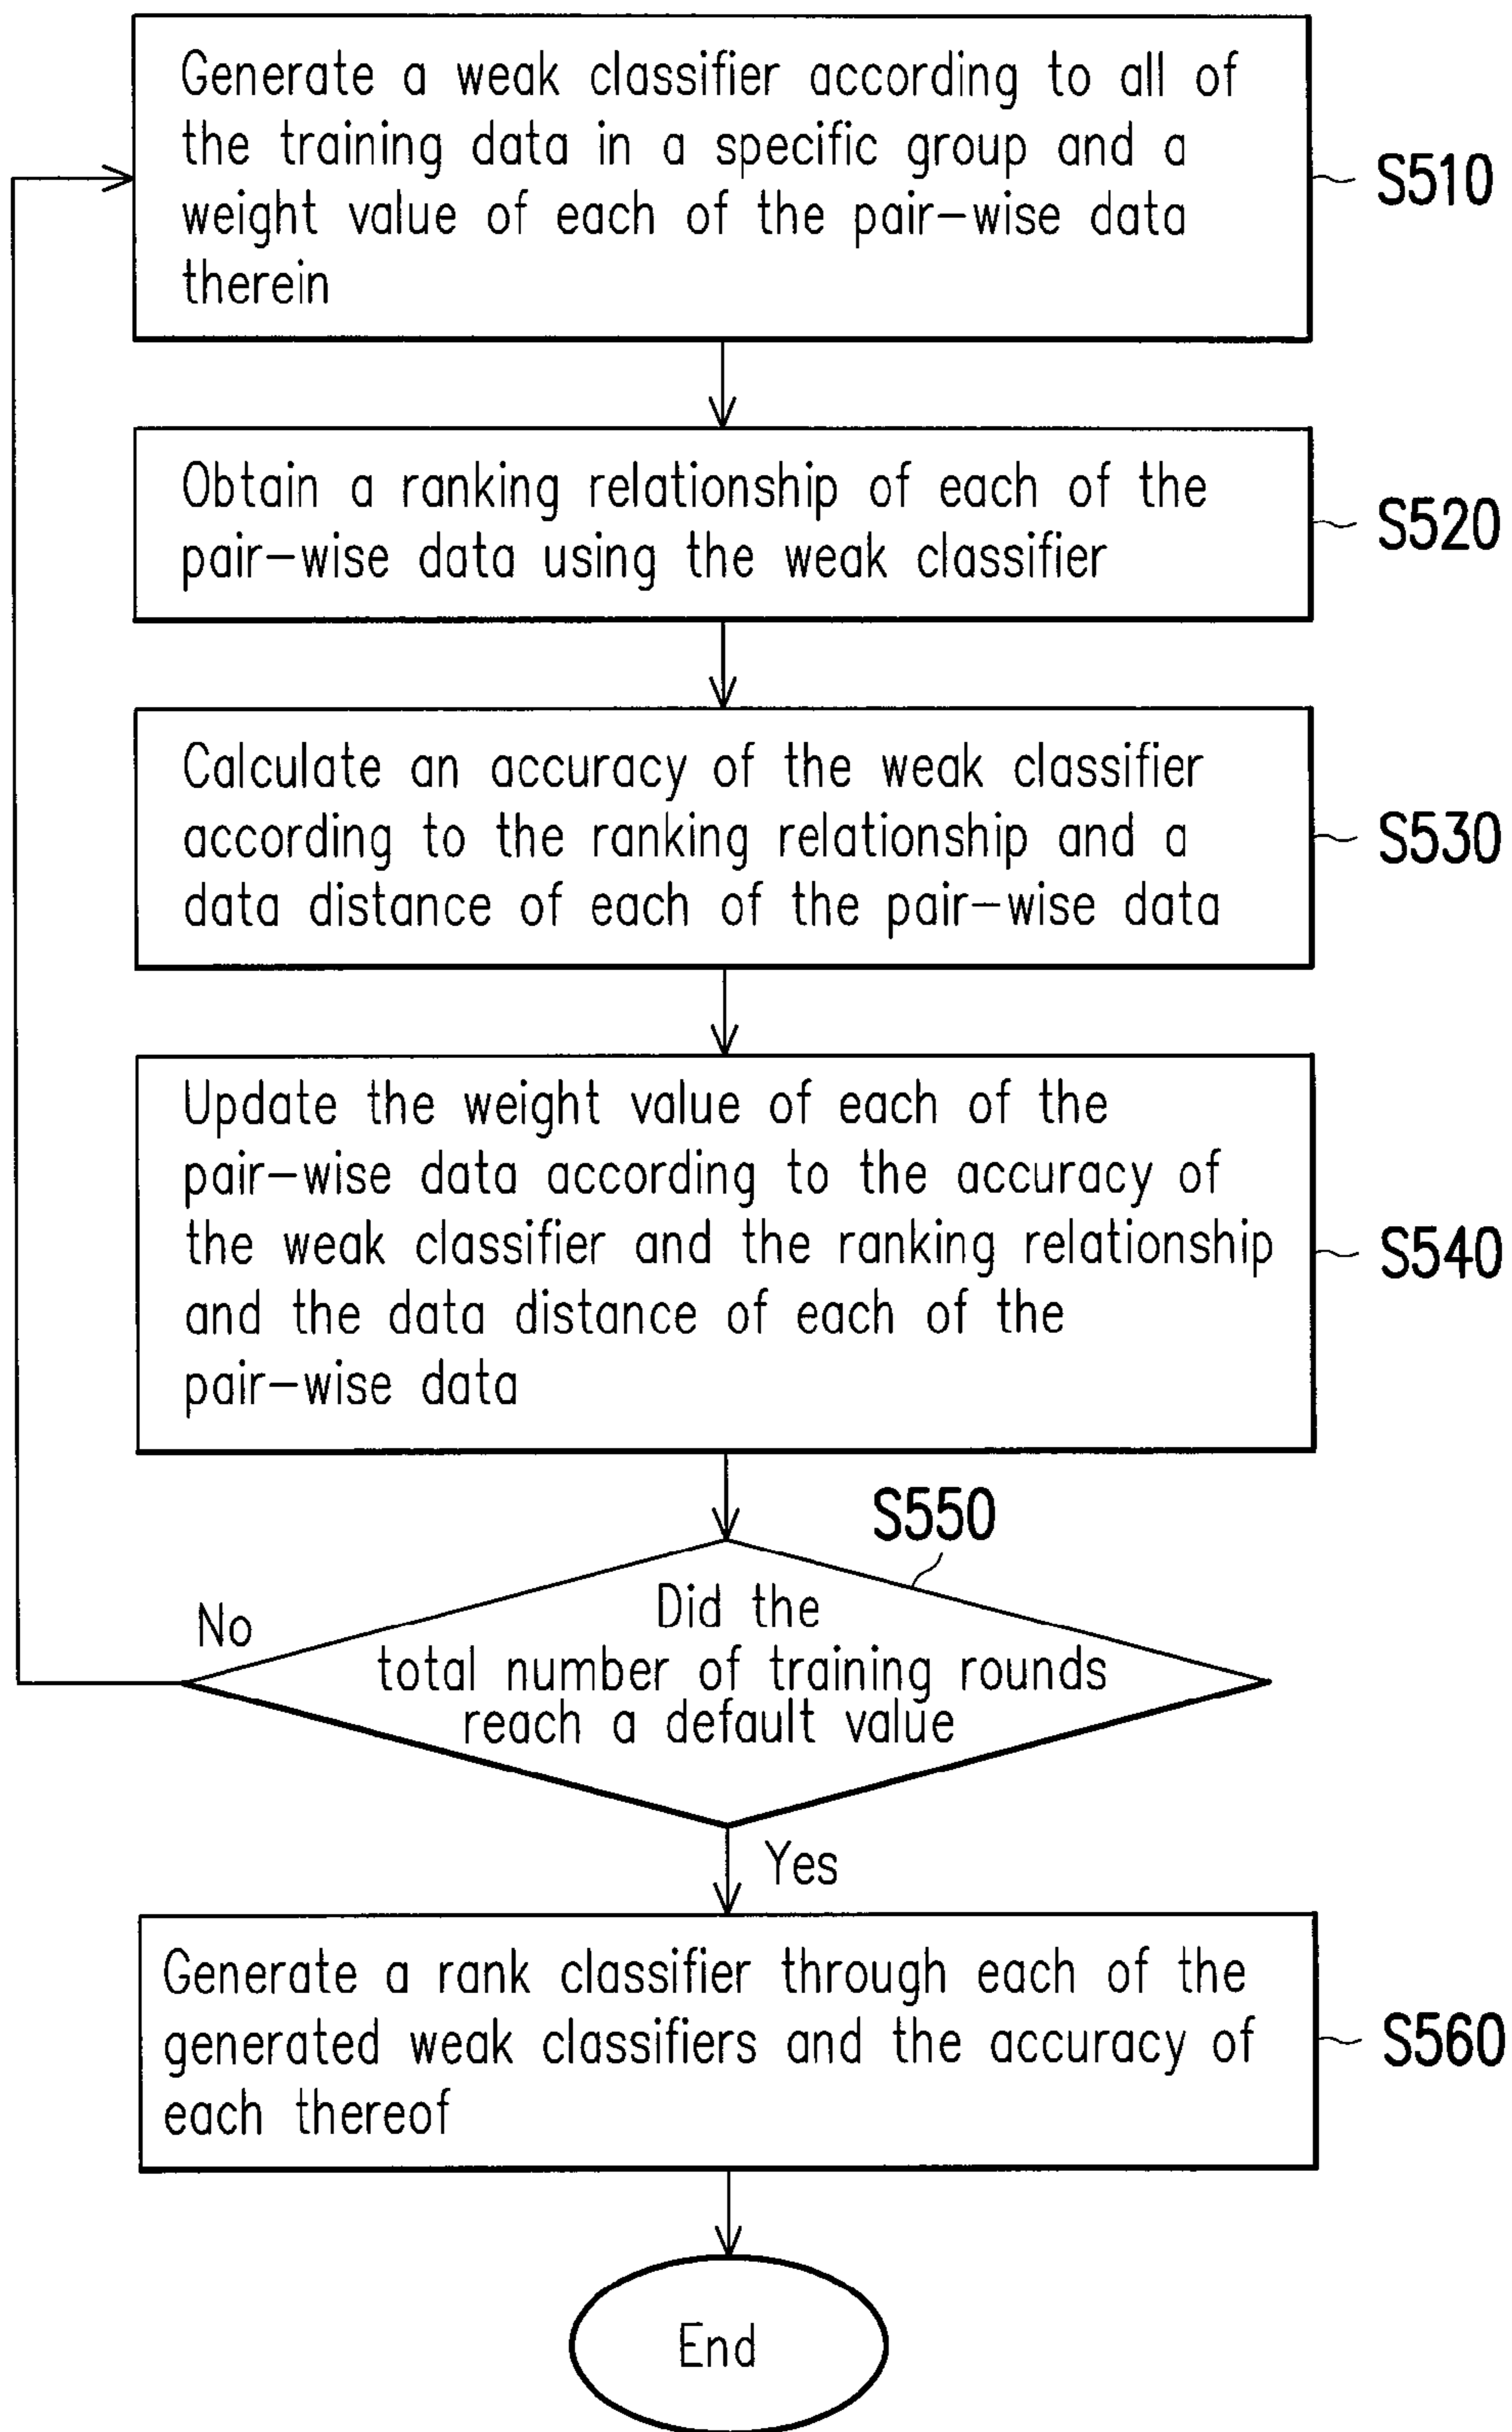 Generate a weak classifier according to all of
the training data in a specific group and a
weight value of each of the pair-wise data
therein
S510
Obtain a ranking relationship of each of the
pair-wise data using the weak classifier
S520
Calculate an accuracy of the weak classifier
according to the ranking relationship and a
data distance of each of the pair-wise data
S530
Update the weight value of each of the
pair-wise data according to the accuracy of
the weak classifier and the ranking relationship
and the data distance of each of the
pair-wise data
S540
S550
Did the
total number of training rounds
reach a default value
No
Yes
Generate a rank classifier through each of the
generated weak classifiers and the accuracy of
each thereof
S560
End